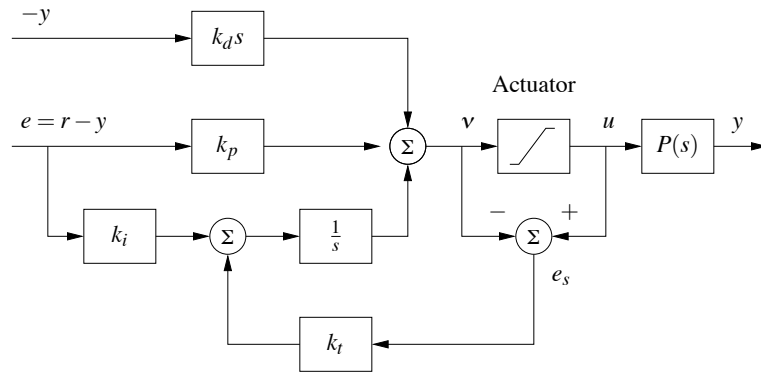 −y
k_d s
Actuator
e = r − y
k_p
Σ
ν
u
P(s)
y
k_i
Σ
1/s
−
+
Σ
e_s
k_t